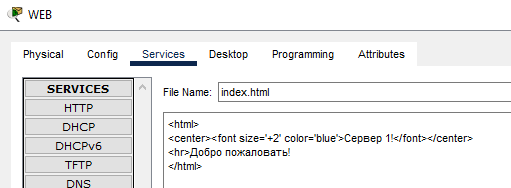 WEB
Physical Config Services Desktop Programming Attributes
SERVICES
HTTP
DHCP
DHCPv6
TFTP
DNS
File Name: index.html
<html>
<center><font size='+2' color='blue'>Сервер 1!</font></center>
<hr>Добро пожаловать!
</html>